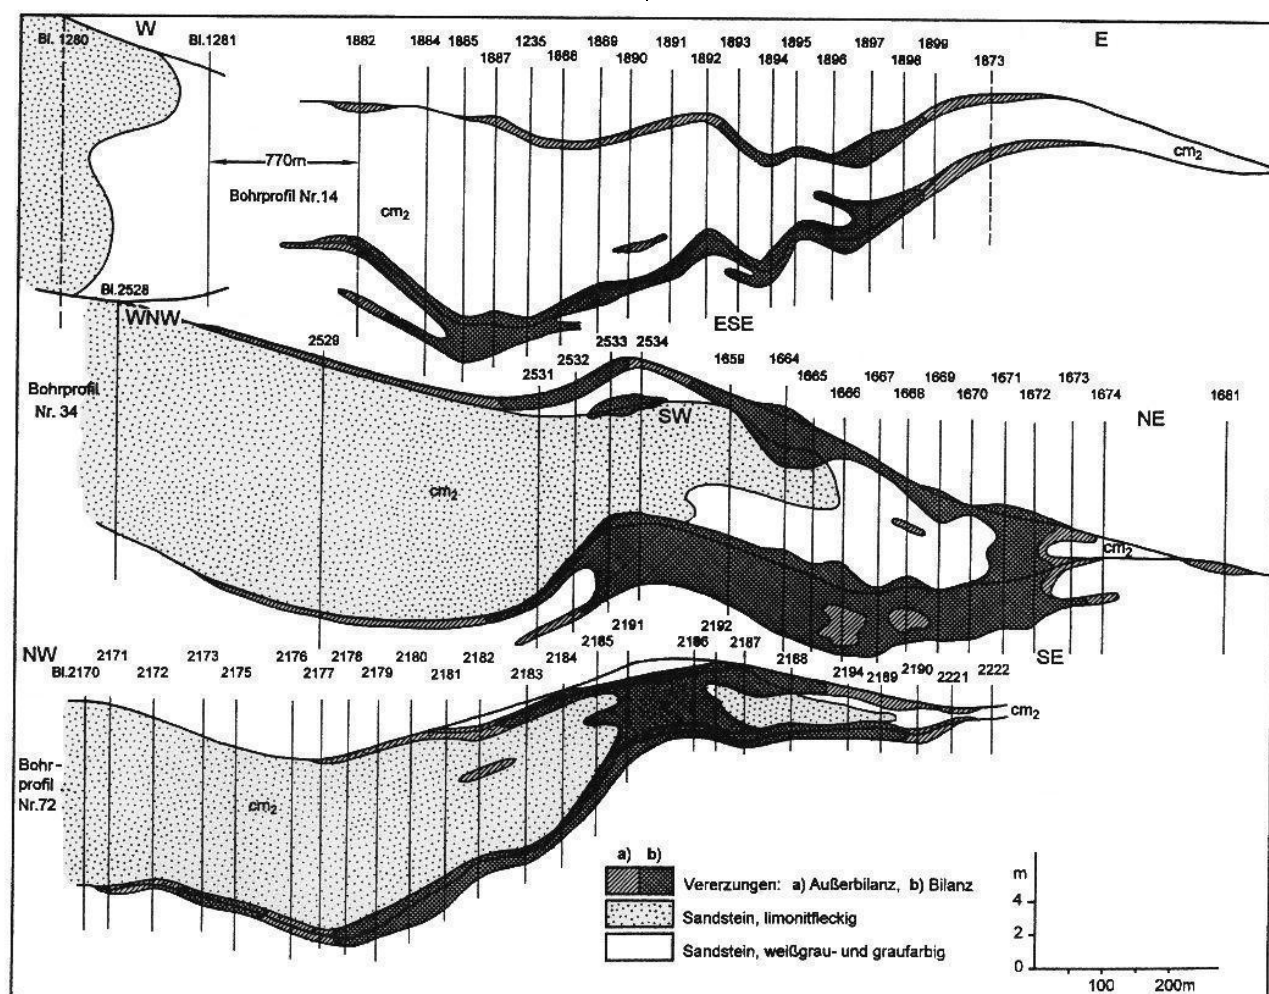 W
E
Bl. 1280
Bl.1281
1882
1884
1885
1887
1235
1888
1889
1890
1891
1892
1893
1894
1895
1896
1897
1898
1899
1873
770m
Bohrprofil Nr.14
cm2
cm2
Bl.2528
WNW
ESE
2529
2531
2532
2533
2534
SW
1659
1664
1665
1666
1667
1668
1669
1670
1671
1672
1673
1674
NE
1681
Bohrprofil
Nr. 34
cm2
cm2
NW
SE
Bl.2170
2171
2172
2173
2175
2176
2177
2178
2179
2180
2181
2182
2183
2184
2185
2191
2186
2192
2187
2188
2194
2189
2190
2221
2222
cm2
Bohr-
profil
Nr.72
cm2
a) b)
Vererzungen: a) Außerbilanz, b) Bilanz
Sandstein, limonitfleckig
Sandstein, weißgrau- und graufarbig
m
4
2
0
100 200m